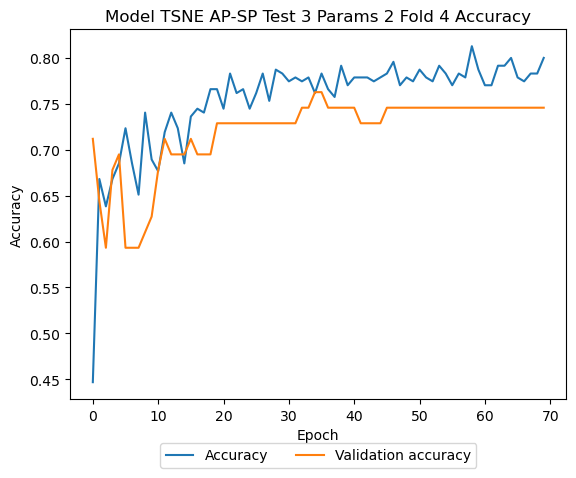 Model TSNE AP-SP Test 3 Params 2 Fold 4 Accuracy
Accuracy
0.80
0.75
0.70
0.65
0.60
0.55
0.50
0.45
0 10 20 30 40 50 60 70
Epoch
Accuracy Validation accuracy